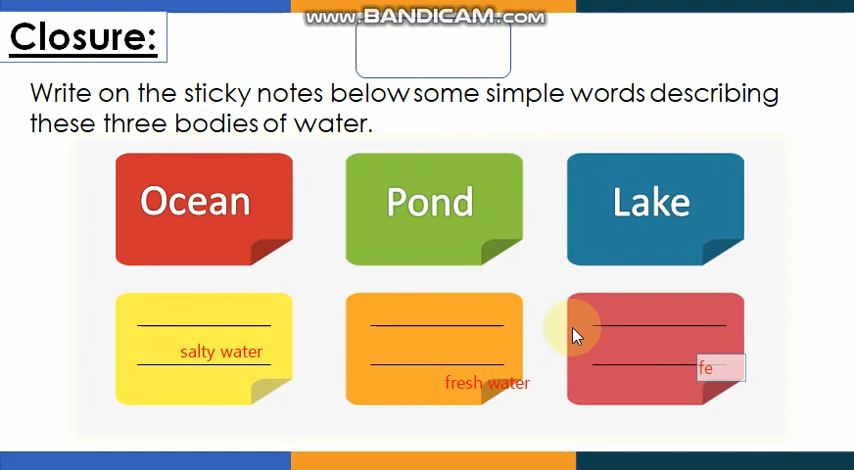 www.BANDICAM.com
Closure:
Write on the sticky notes below some simple words describing
these three bodies of water.
Ocean
Pond
Lake
salty water
fresh water
fe